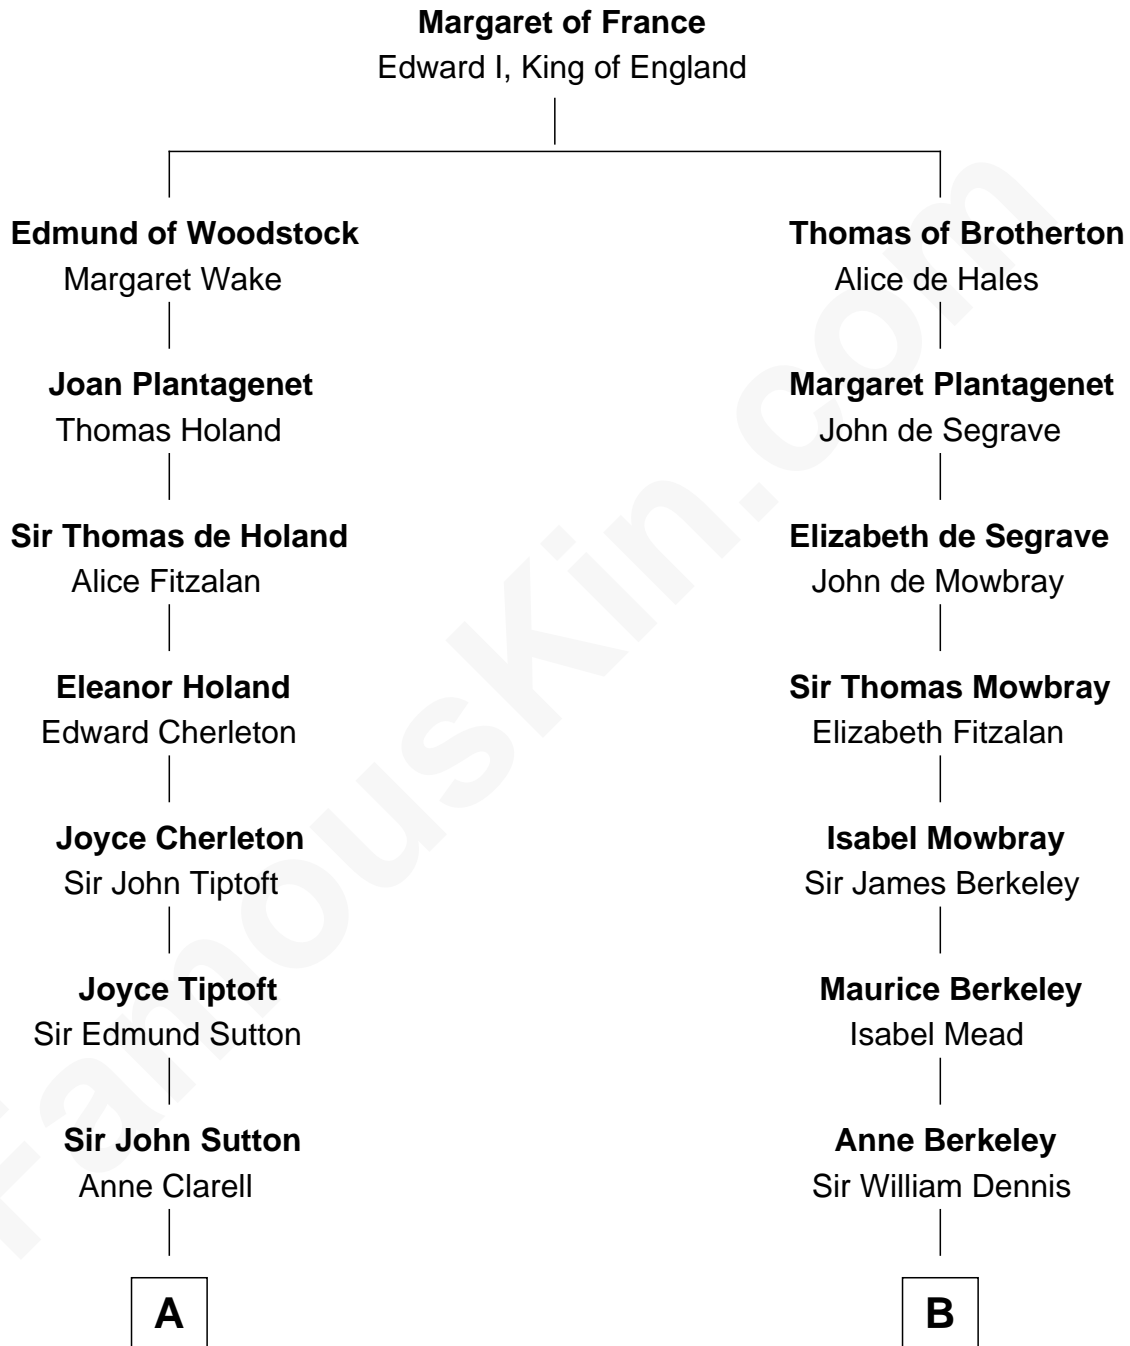 Margaret of France
Edward I, King of England
Edmund of Woodstock
Margaret Wake
Thomas of Brotherton
Alice de Hales
Joan Plantagenet
Thomas Holand
Margaret Plantagenet
John de Segrave
Sir Thomas de Holand
Alice Fitzalan
Elizabeth de Segrave
John de Mowbray
Eleanor Holand
Edward Cherleton
Sir Thomas Mowbray
Elizabeth Fitzalan
Joyce Cherleton
Sir John Tiptoft
Isabel Mowbray
Sir James Berkeley
Joyce Tiptoft
Sir Edmund Sutton
Maurice Berkeley
Isabel Mead
Sir John Sutton
Anne Clarell
Anne Berkeley
Sir William Dennis
A
B
FamousKin.com